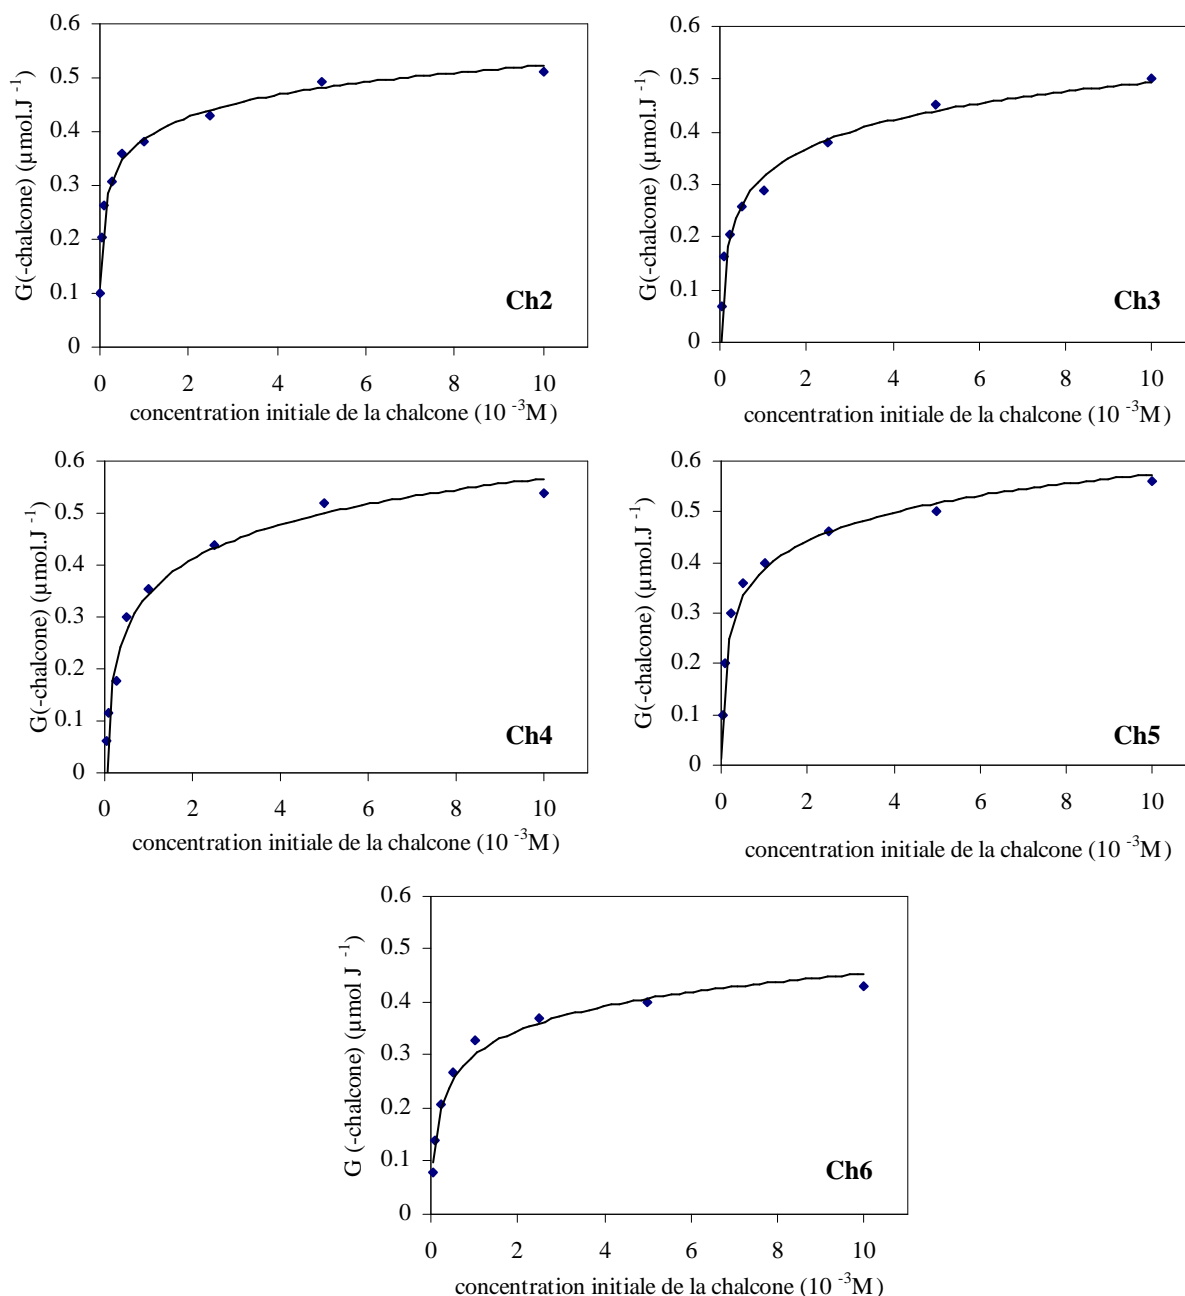 G(-chalcone) (µmol.J -1)
0.6
0.5
0.4
0.3
0.2
0.1
0
Ch2
0 2 4 6 8 10
concentration initiale de la chalcone (10 -3M)
G(-chalcone) (µmol.J -1)
0.6
0.5
0.4
0.3
0.2
0.1
0
Ch3
0 2 4 6 8 10
concentration initiale de la chalcone (10 -3M)
G(-chalcone) (µmol.J -1)
0.6
0.5
0.4
0.3
0.2
0.1
0
Ch4
0 2 4 6 8 10
concentration initiale de la chalcone (10 -3M)
G(-chalcone) (µmol.J -1)
0.6
0.5
0.4
0.3
0.2
0.1
0
Ch5
0 2 4 6 8 10
concentration initiale de la chalcone (10 -3M)
G (-chalcone) (µmol J -1)
0.6
0.5
0.4
0.3
0.2
0.1
0
Ch6
0 2 4 6 8 10
concentration initiale de la chalcone (10 -3M)